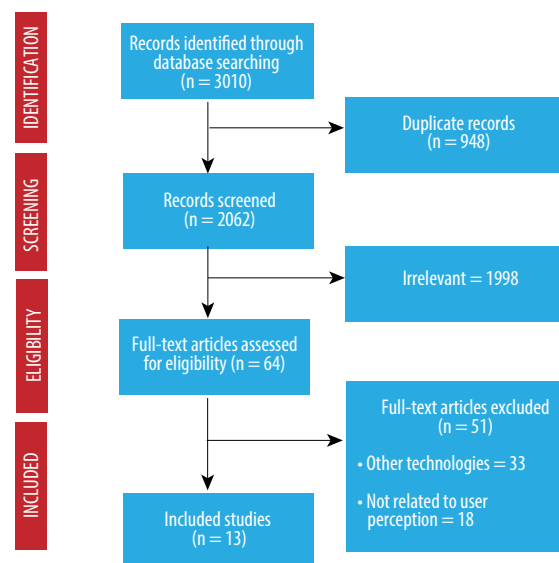 IDENTIFICATION
Records identified through
database searching
(n = 3010)
Duplicate records
(n = 948)
SCREENING
Records screened
(n = 2062)
Irrelevant = 1998
ELIGIBILITY
Full-text articles assessed
for eligibility (n = 64)
Full-text articles excluded
(n = 51)
• Other technologies = 33
• Not related to user
perception = 18
INCLUDED
Included studies
(n = 13)